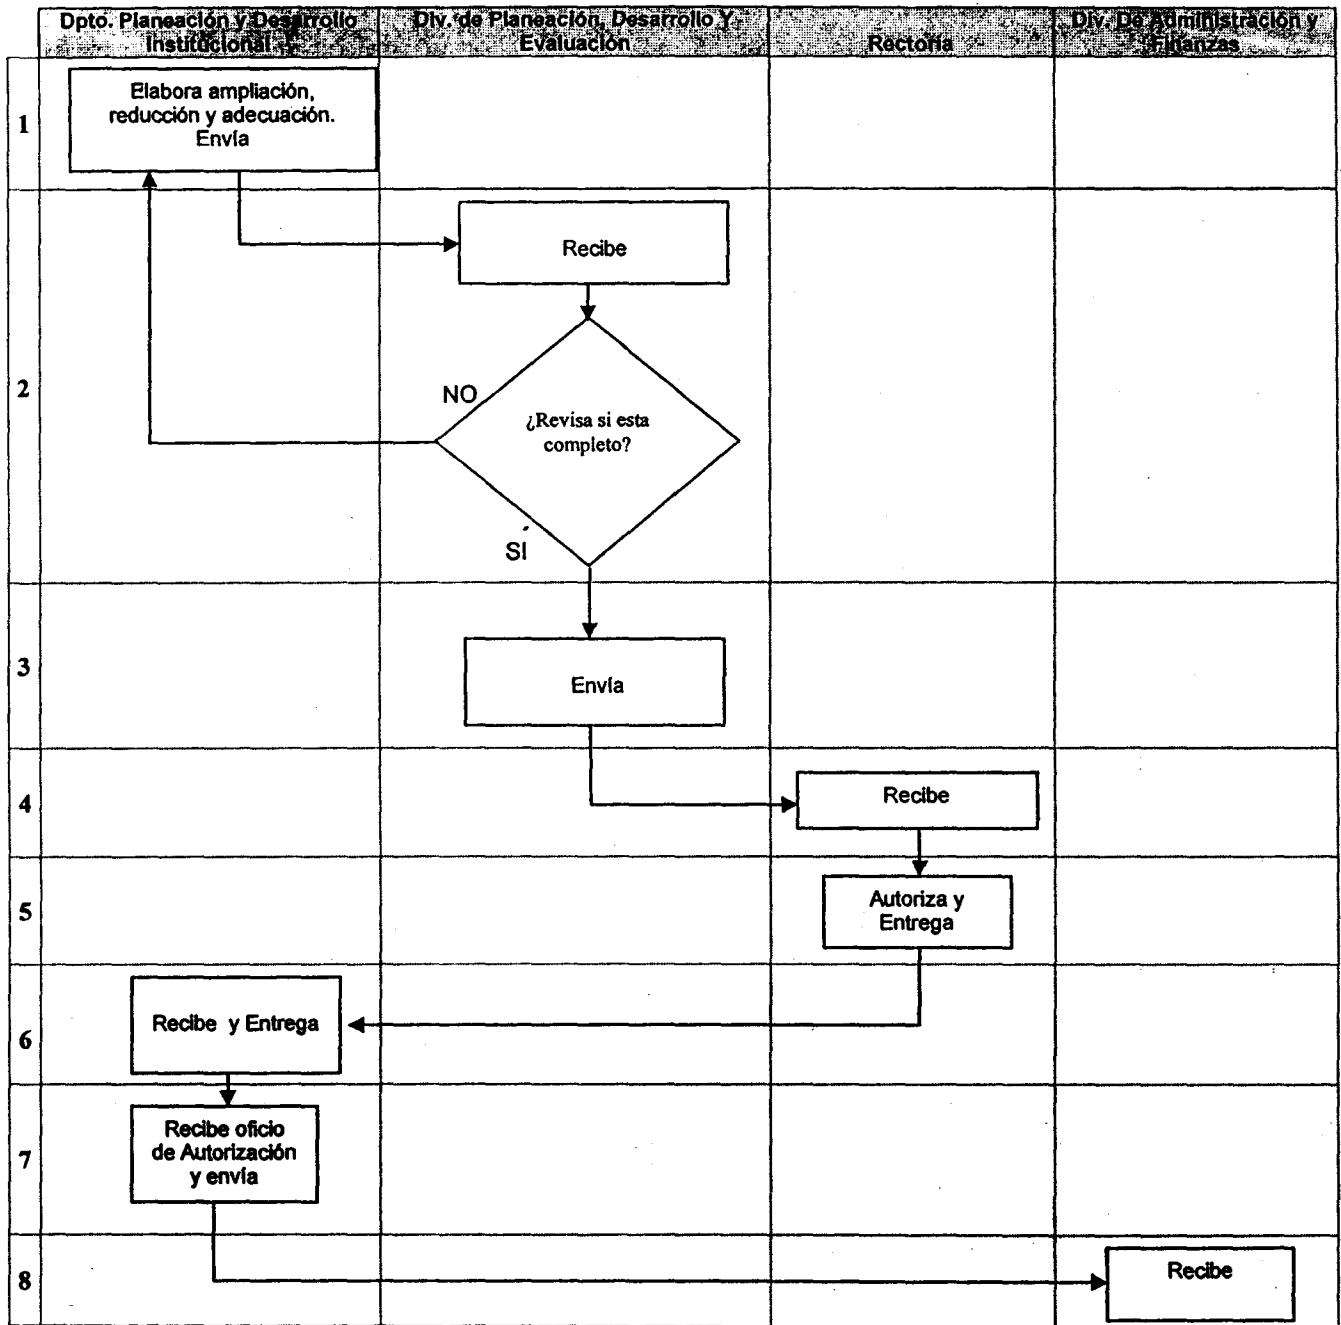 Dpto. Planeación y Desarrollo
Institucional
Div. de Planeación, Desarrollo Y
Evaluación
Rectoría
Div. De Administración y
Finanzas
1
Elabora ampliación,
reducción y adecuación.
Envía
2
Recibe
NO
¿Revisa si esta
completo?
SÍ
3
Envía
4
Recibe
5
Autoriza y
Entrega
6
Recibe y Entrega
7
Recibe oficio
de Autorización
y envía
8
Recibe